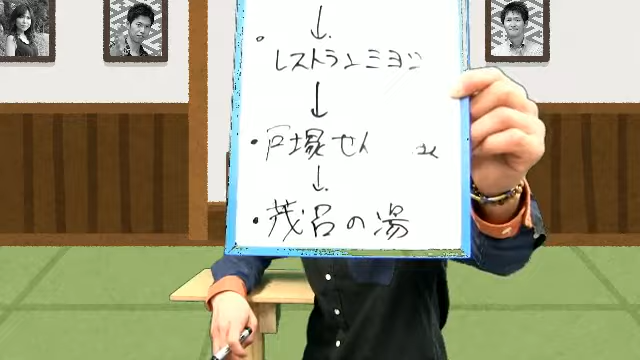 ↓
・レストランミヨシ
↓
・戸塚せん
↓
・茂呂の湯